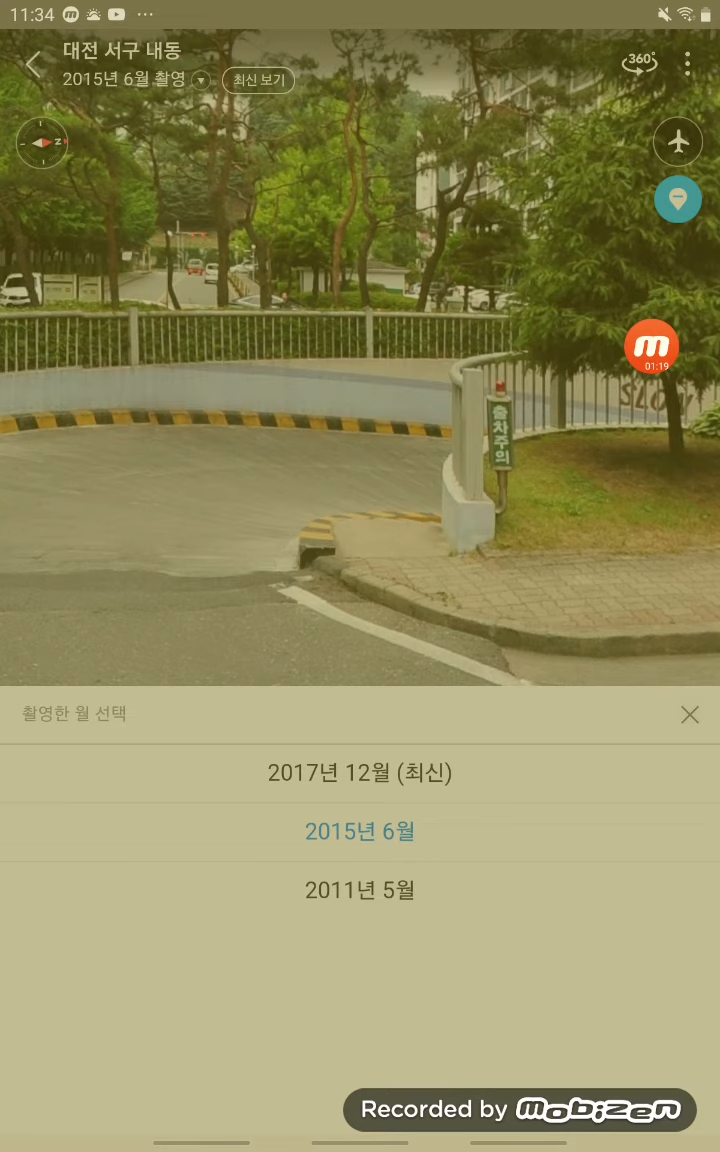 11:34
대전 서구 내동
2015년 6월 촬영
최신 보기
360°
z
m
01:19
출차주의
SLOW
촬영한 월 선택
2017년 12월 (최신)
2015년 6월
2011년 5월
Recorded by mobizen